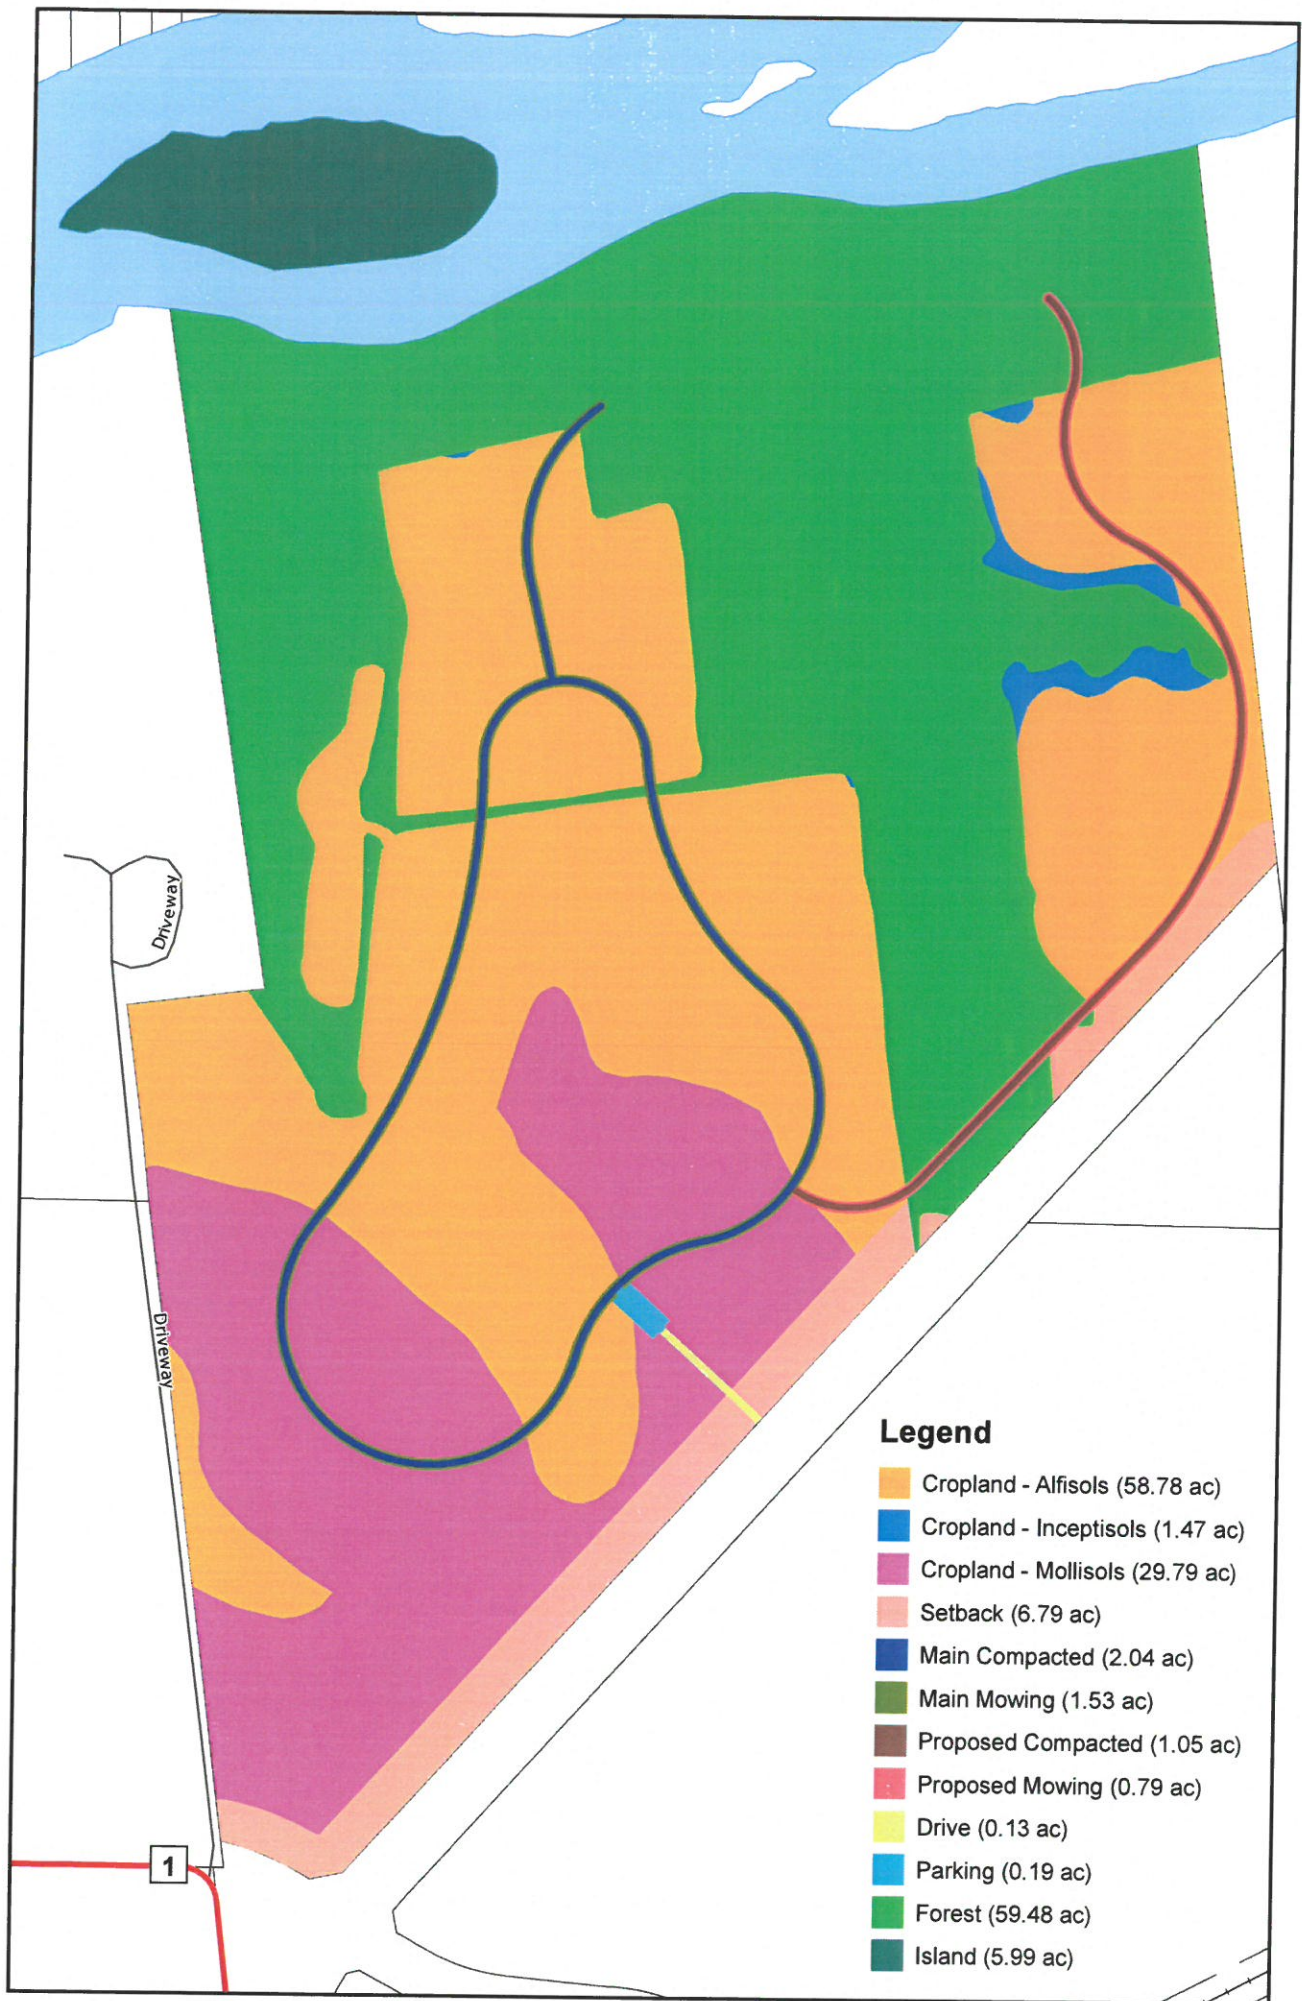 Driveway
Driveway
1
Legend
Cropland - Alfisols (58.78 ac)
Cropland - Inceptisols (1.47 ac)
Cropland - Mollisols (29.79 ac)
Setback (6.79 ac)
Main Compacted (2.04 ac)
Main Mowing (1.53 ac)
Proposed Compacted (1.05 ac)
Proposed Mowing (0.79 ac)
Drive (0.13 ac)
Parking (0.19 ac)
Forest (59.48 ac)
Island (5.99 ac)